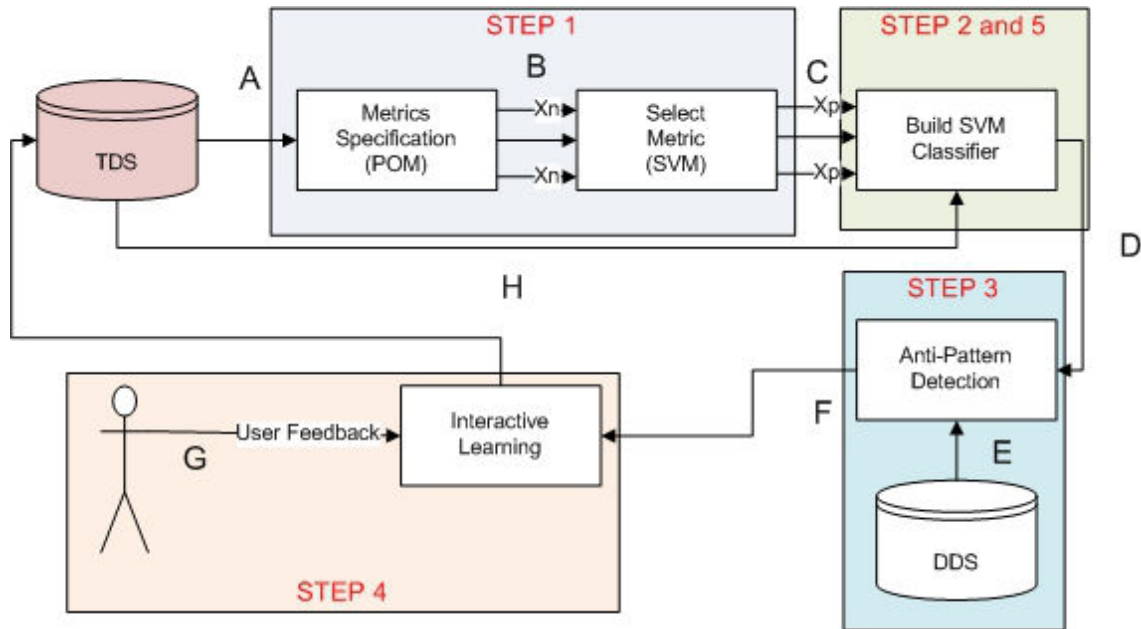 STEP 1
STEP 2 and 5
A
B
C
TDS
Metrics
Specification
(POM)
Xn
Xn
Select
Metric
(SVM)
Xp
Xp
Build SVM
Classifier
D
H
STEP 3
Anti-Pattern
Detection
F
E
DDS
User Feedback
G
Interactive
Learning
STEP 4